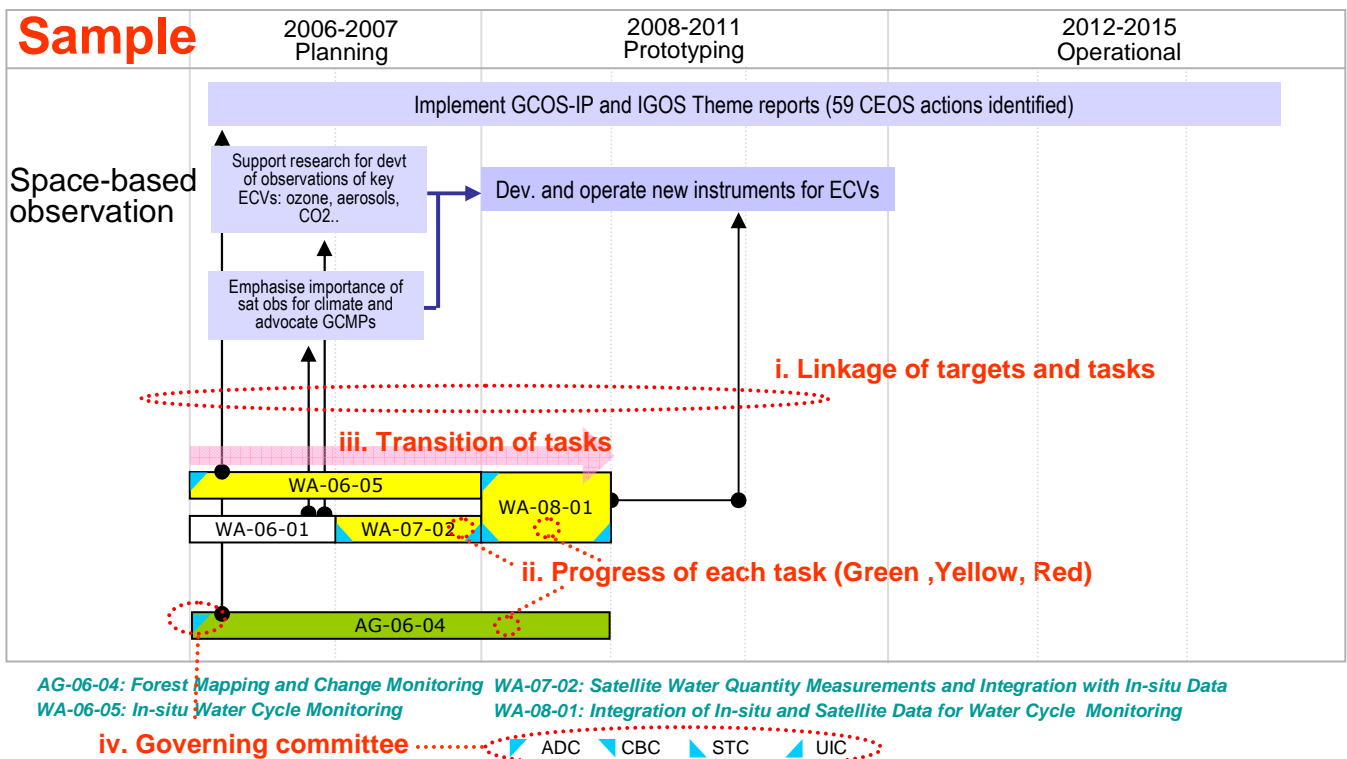 Sample
2006-2007
Planning
2008-2011
Prototyping
2012-2015
Operational
Implement GCOS-IP and IGOS Theme reports (59 CEOS actions identified)
Space-based
observation
Support research for devt
of observations of key
ECVs: ozone, aerosols,
CO2..
Dev. and operate new instruments for ECVs
Emphasise importance of
sat obs for climate and
advocate GCMPs
i. Linkage of targets and tasks
iii. Transition of tasks
WA-06-05
WA-08-01
WA-06-01
WA-07-02
ii. Progress of each task (Green ,Yellow, Red)
AG-06-04
AG-06-04: Forest Mapping and Change Monitoring
WA-07-02: Satellite Water Quantity Measurements and Integration with In-situ Data
WA-06-05: In-situ Water Cycle Monitoring
WA-08-01: Integration of In-situ and Satellite Data for Water Cycle Monitoring
iv. Governing committee
ADC
CBC
STC
UIC